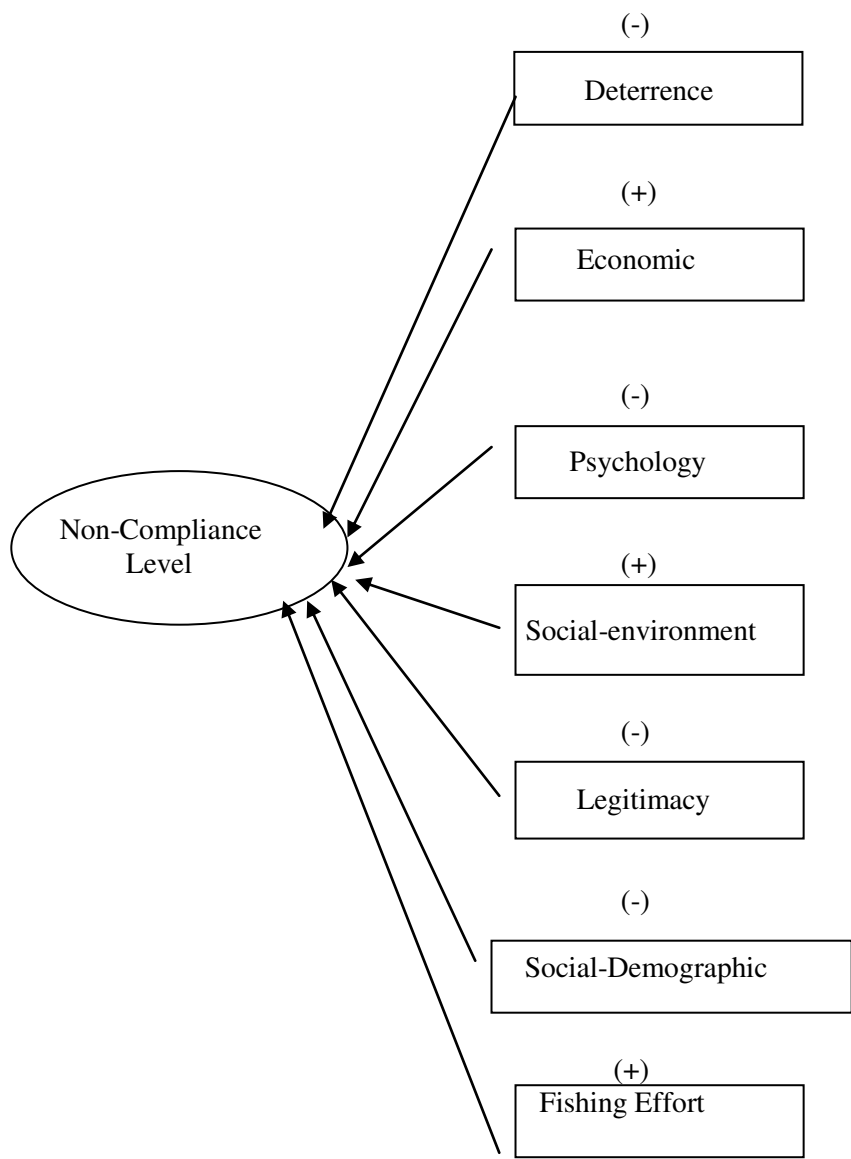 (-)
Deterrence
(+)
Economic
(-)
Psychology
Non-Compliance
Level
(+)
Social-environment
(-)
Legitimacy
(-)
Social-Demographic
(+)
Fishing Effort